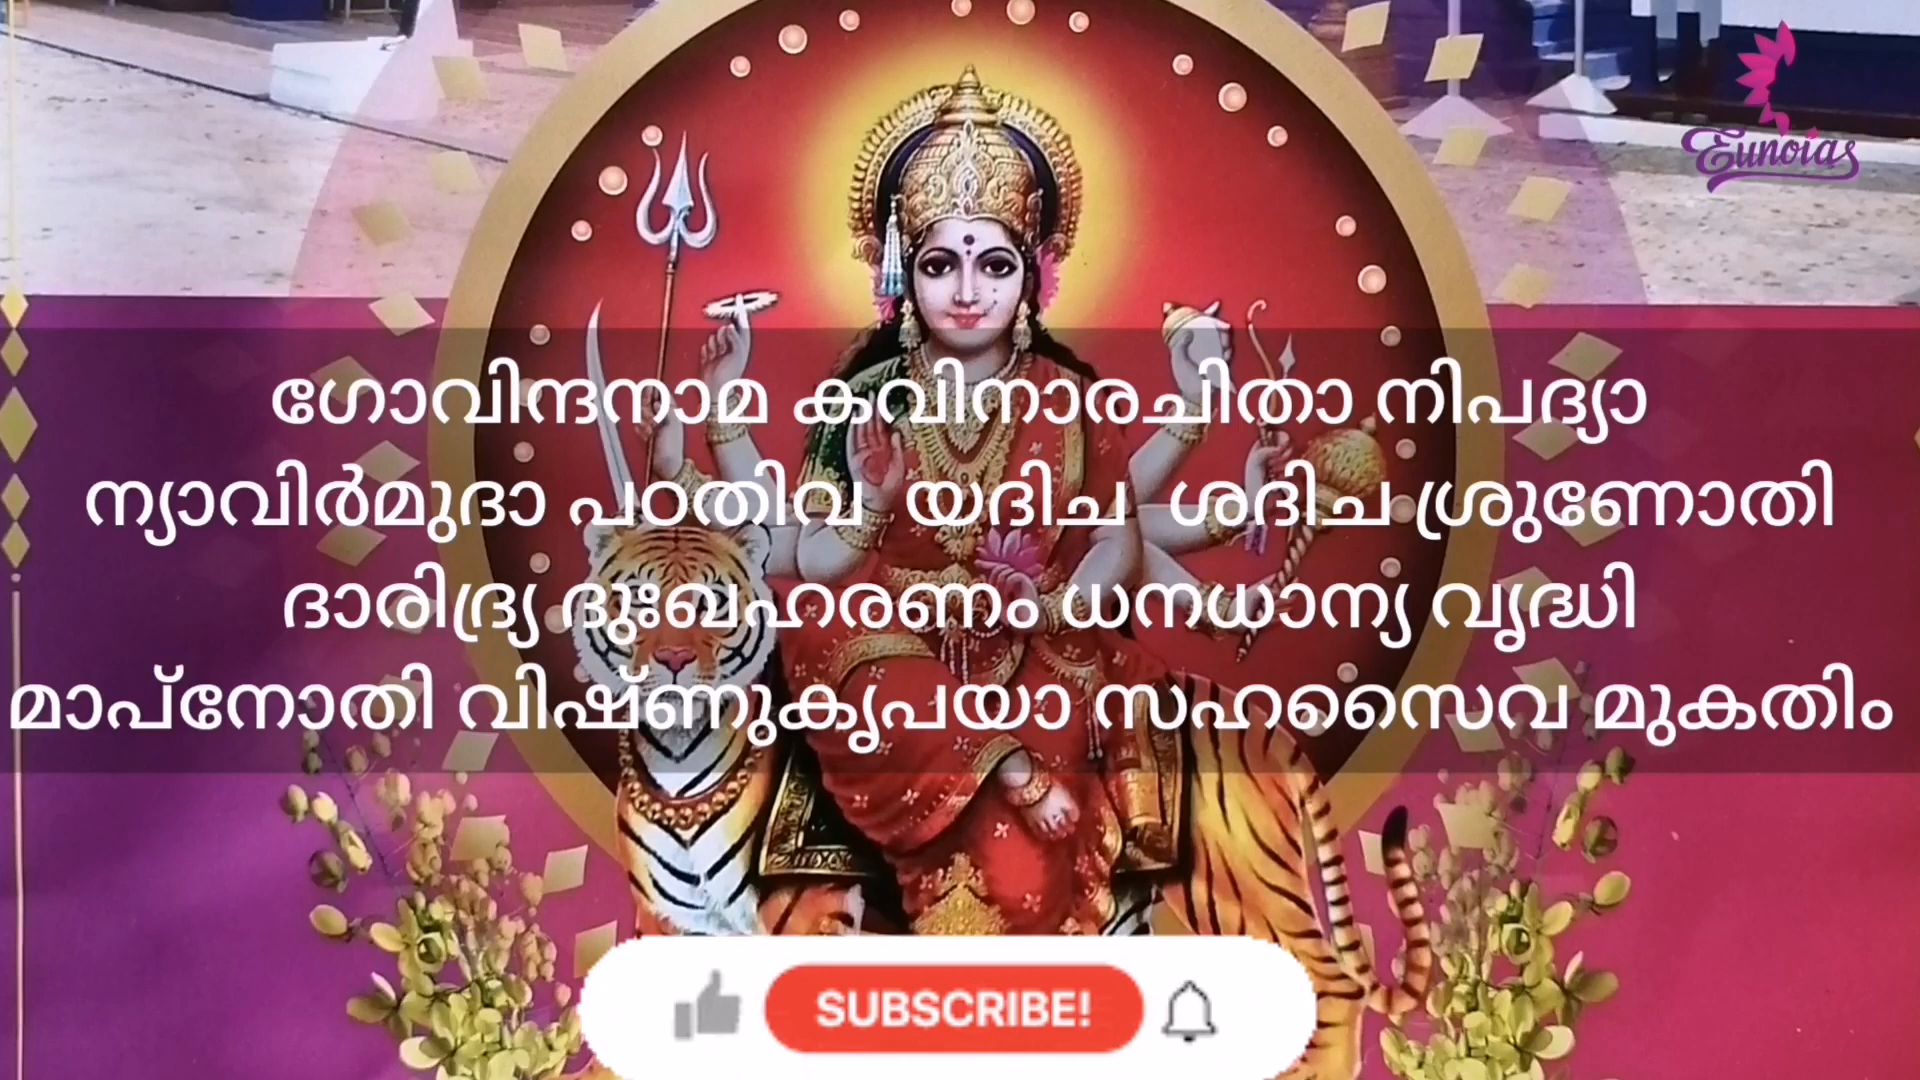 Eunoias
ഗോവിന്ദനാമ കവിനാരചിതാ നിപദ്യാ
ന്യാവിർമുദാ പഠതിവ യദിച ശദിച ശ്രുണോതി
ദാരിദ്ര്യ ദുഃഖഹരണം ധനധാന്യ വൃദ്ധി
മാപ്നോതി വിഷ്ണുകൃപയാ സഹസൈവ മുകതിം
SUBSCRIBE!